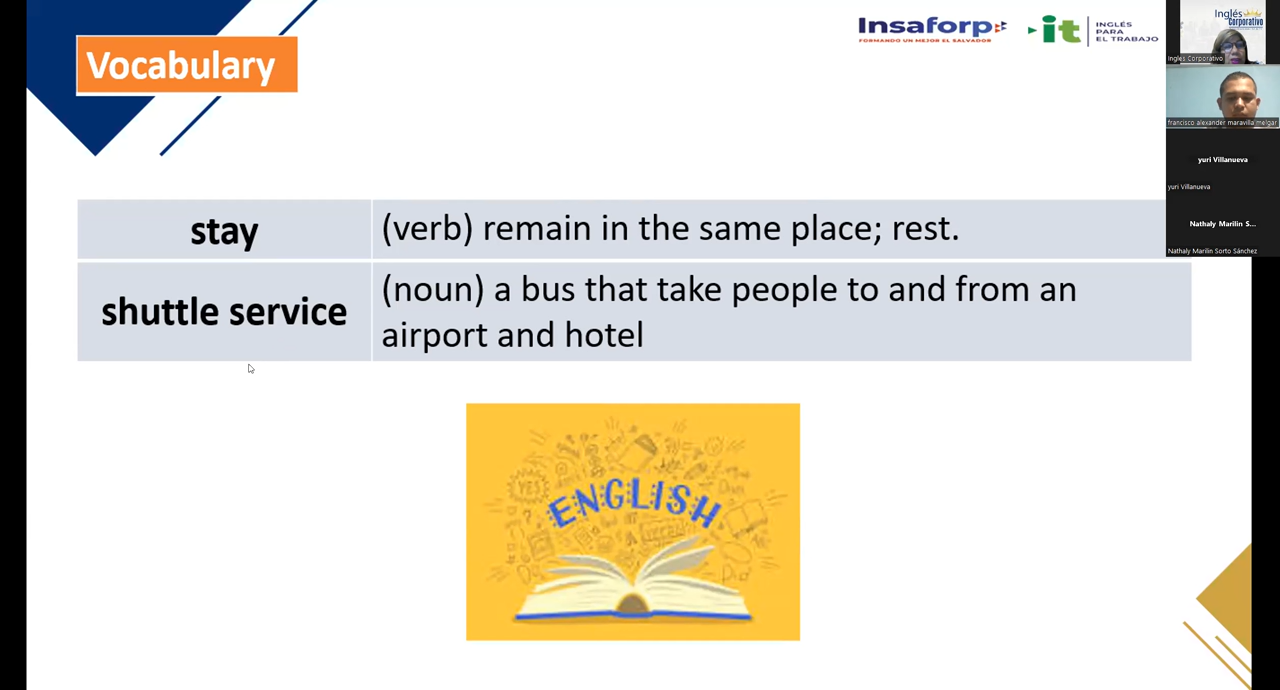 Vocabulary
Insaforp
FORMANDO UN MEJOR EL SALVADOR
it
INGLÉS
PARA
EL TRABAJO
Inglés
Corporativo
Inglés Corporativo
francisco alexander maravilla melgar
yuri Villanueva
yuri Villanueva
Nathaly Marilin S...
Nathaly Marilin Sorto Sánchez
stay
(verb) remain in the same place; rest.
shuttle service
(noun) a bus that take people to and from an
airport and hotel
YES
ENGLISH